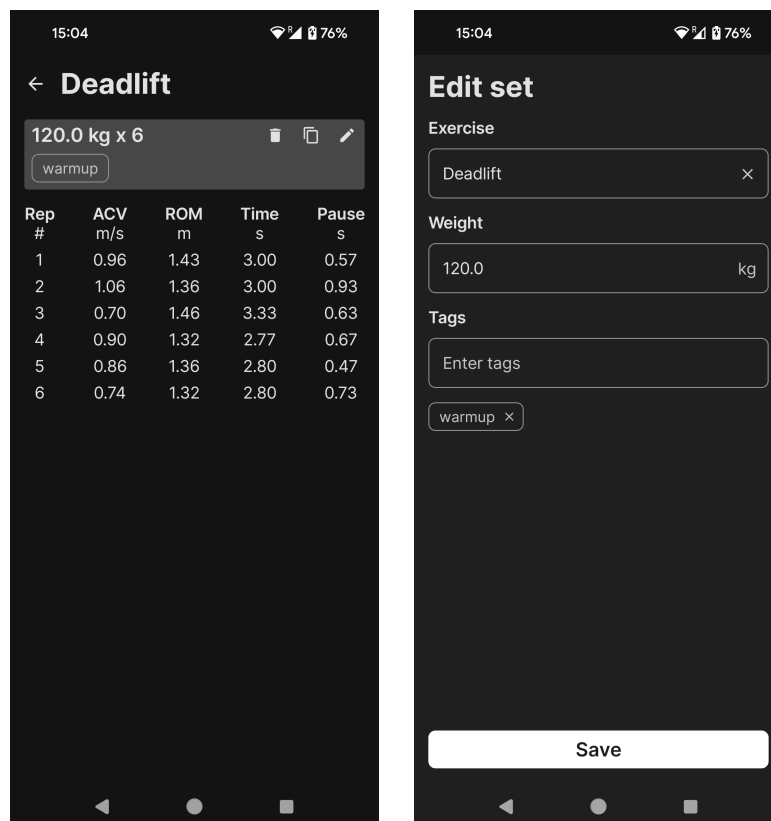 15:04 R 76%
Deadlift
120.0 kg x 6
warmup
Rep ACV ROM Time Pause
# m/s m s s
1 0.96 1.43 3.00 0.57
2 1.06 1.36 3.00 0.93
3 0.70 1.46 3.33 0.63
4 0.90 1.32 2.77 0.67
5 0.86 1.36 2.80 0.47
6 0.74 1.32 2.80 0.73
15:04 R 76%
Edit set
Exercise
Deadlift
Weight
120.0 kg
Tags
Enter tags
warmup ×
Save